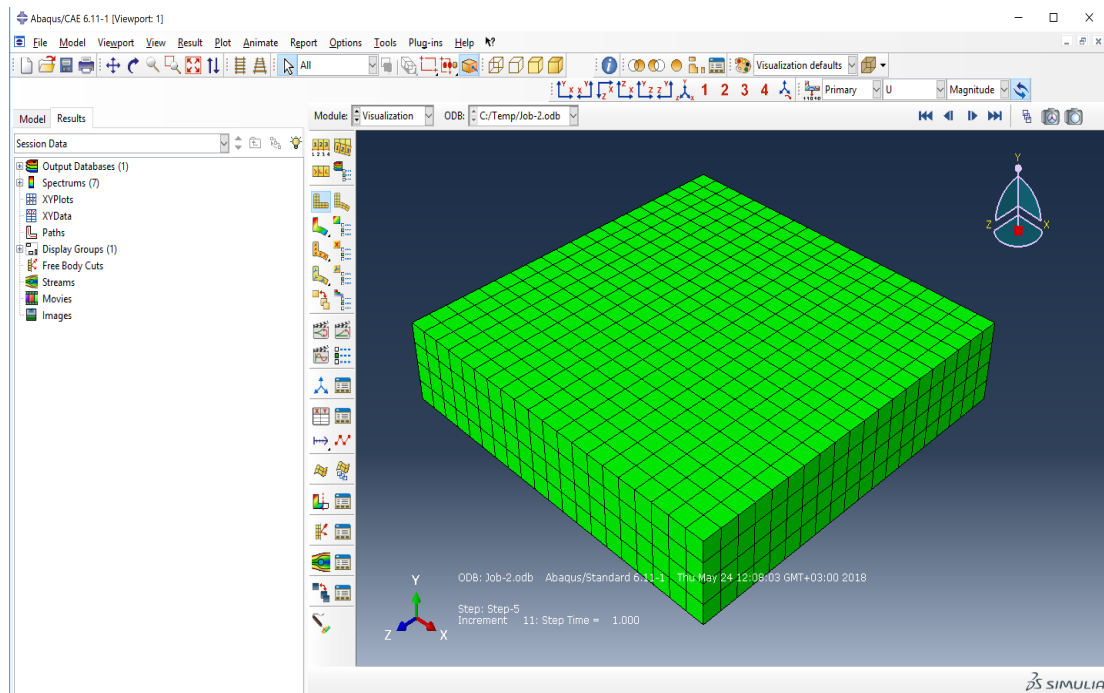 Abaqus/CAE 6.11-1 [Viewport: 1]
File Model Viewport View Result Plot Animate Report Options Tools Plug-ins Help
All
Visualization defaults
1 2 3 4
Primary
U
Magnitude
Model Results
Module: Visualization ODB: C:/Temp/Job-2.odb
Session Data
Output Databases (1)
Spectrums (7)
XYPlots
XYData
Paths
Display Groups (1)
Free Body Cuts
Streams
Movies
Images
Y
Z
X
ODB: Job-2.odb Abaqus/Standard 6.11-1 Thu May 24 12:08:03 GMT+03:00 2018
Step: Step-5
Increment 11: Step Time = 1.000
Y
Z
X
SIMULIA